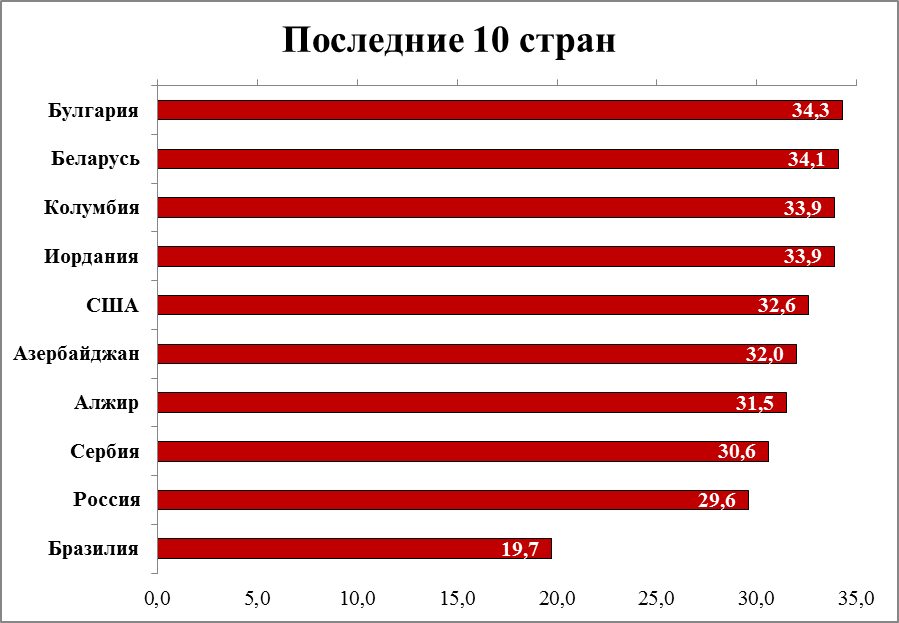 Последние 10 стран
Булгария 34,3
Беларусь 34,1
Колумбия 33,9
Иордания 33,9
США 32,6
Азербайджан 32,0
Алжир 31,5
Сербия 30,6
Россия 29,6
Бразилия 19,7
0,0 5,0 10,0 15,0 20,0 25,0 30,0 35,0